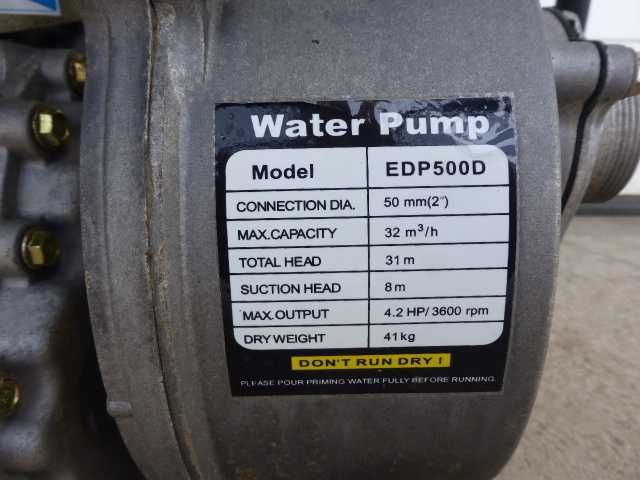 Water Pump
Model EDP500D
CONNECTION DIA. 50 mm(2")
MAX.CAPACITY 32 m³/h
TOTAL HEAD 31 m
SUCTION HEAD 8 m
MAX.OUTPUT 4.2 HP/ 3600 rpm
DRY WEIGHT 41 kg
DON'T RUN DRY !
PLEASE POUR PRIMING WATER FULLY BEFORE RUNNING.